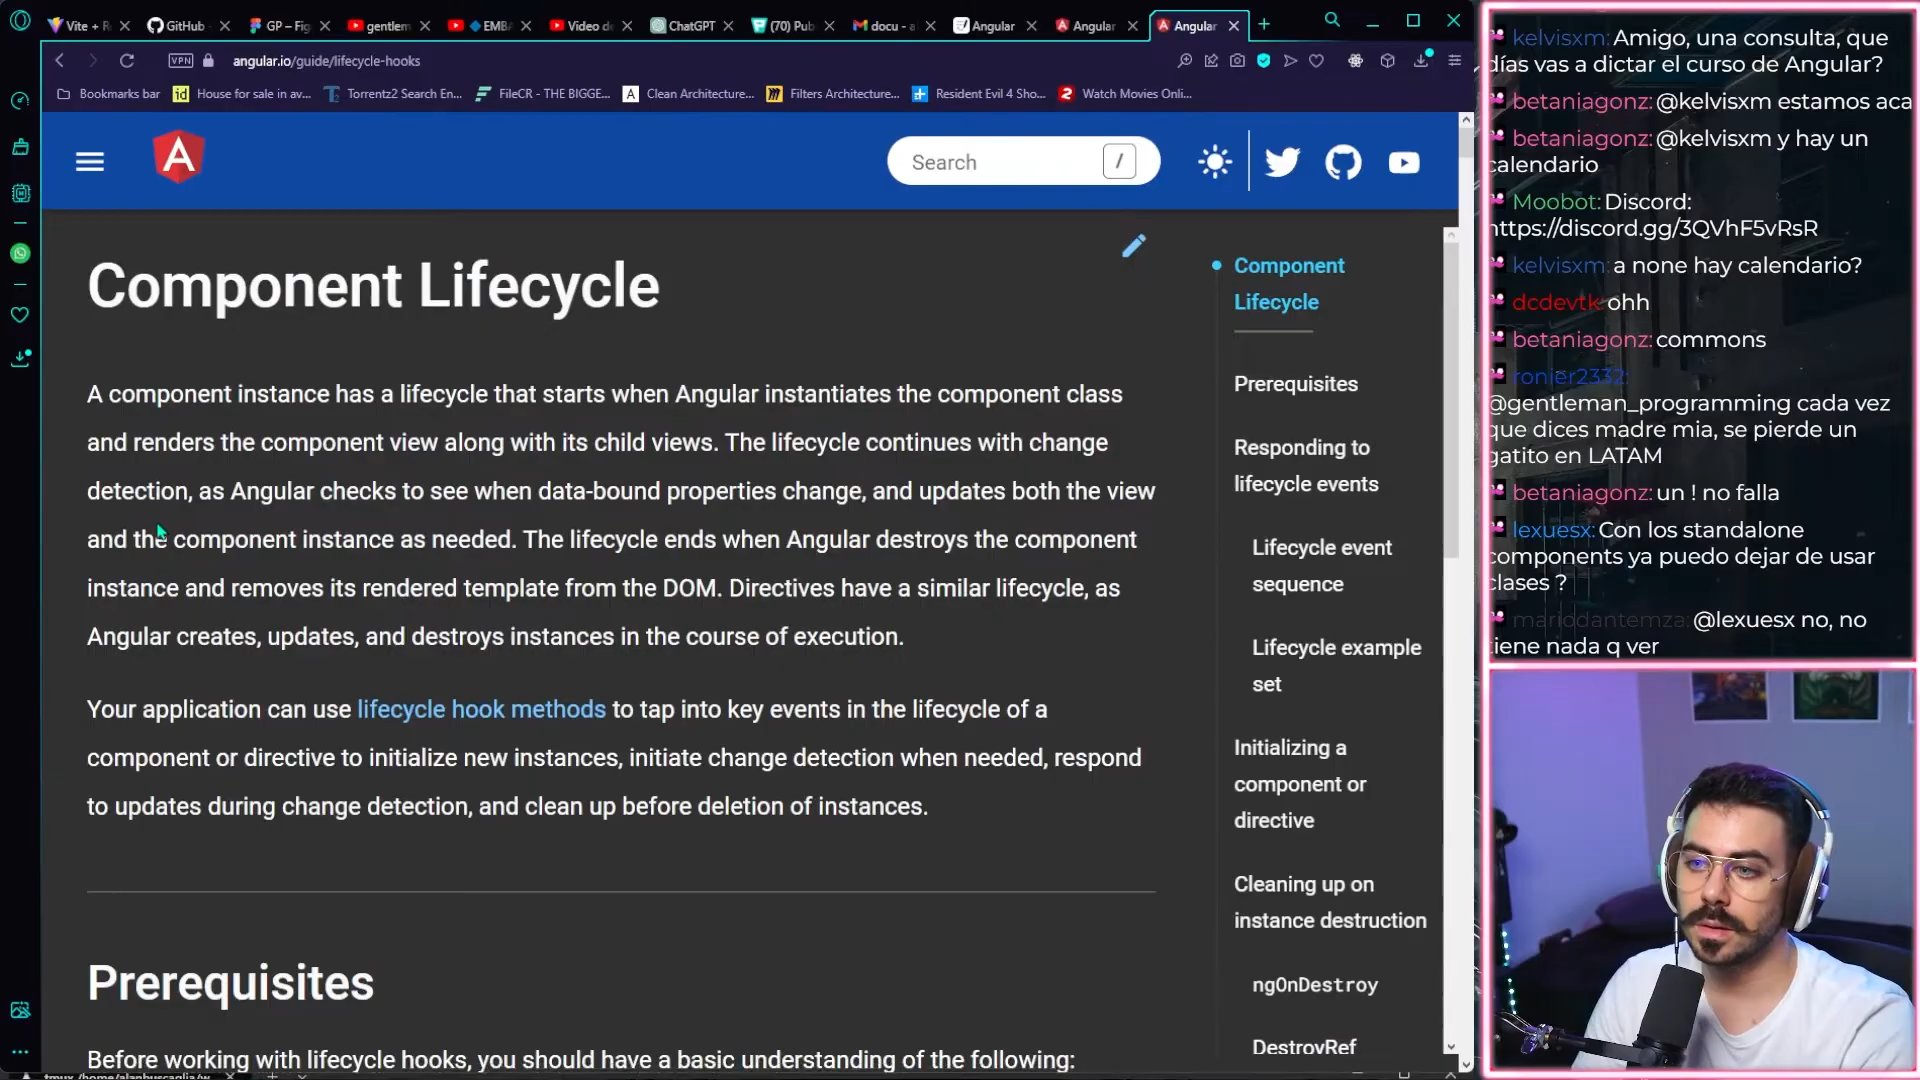 Vite + R
GitHub -
GP – Fig
gentlem
EMBA
Video de
ChatGPT
(70) Pub
docu - a
Angular
Angular
Angular
VPN
angular.io/guide/lifecycle-hooks
Bookmarks bar
House for sale in av...
Torrentz2 Search En...
FileCR - THE BIGGE...
Clean Architecture...
Filters Architecture...
Resident Evil 4 Sho...
Watch Movies Onli...
Search
/
Component Lifecycle
A component instance has a lifecycle that starts when Angular instantiates the component class
and renders the component view along with its child views. The lifecycle continues with change
detection, as Angular checks to see when data-bound properties change, and updates both the view
and the component instance as needed. The lifecycle ends when Angular destroys the component
instance and removes its rendered template from the DOM. Directives have a similar lifecycle, as
Angular creates, updates, and destroys instances in the course of execution.
Your application can use lifecycle hook methods to tap into key events in the lifecycle of a
component or directive to initialize new instances, initiate change detection when needed, respond
to updates during change detection, and clean up before deletion of instances.
Prerequisites
Before working with lifecycle hooks, you should have a basic understanding of the following:
Component
Lifecycle
Prerequisites
Responding to
lifecycle events
Lifecycle event
sequence
Lifecycle example
set
Initializing a
component or
directive
Cleaning up on
instance destruction
ngOnDestroy
DestroyRef
kelvisxm: Amigo, una consulta, que
días vas a dictar el curso de Angular?
betaniagonz: @kelvisxm estamos aca
betaniagonz: @kelvisxm y hay un
calendario
Moobot: Discord:
https://discord.gg/3QVhF5vRsR
kelvisxm: a none hay calendario?
dcdevtk: ohh
betaniagonz: commons
ronier2332:
@gentleman_programming cada vez
que dices madre mia, se pierde un
gatito en LATAM
betaniagonz: un ! no falla
lexuesx: Con los standalone
components ya puedo dejar de usar
clases ?
mariodantemza: @lexuesx no, no
tiene nada q ver